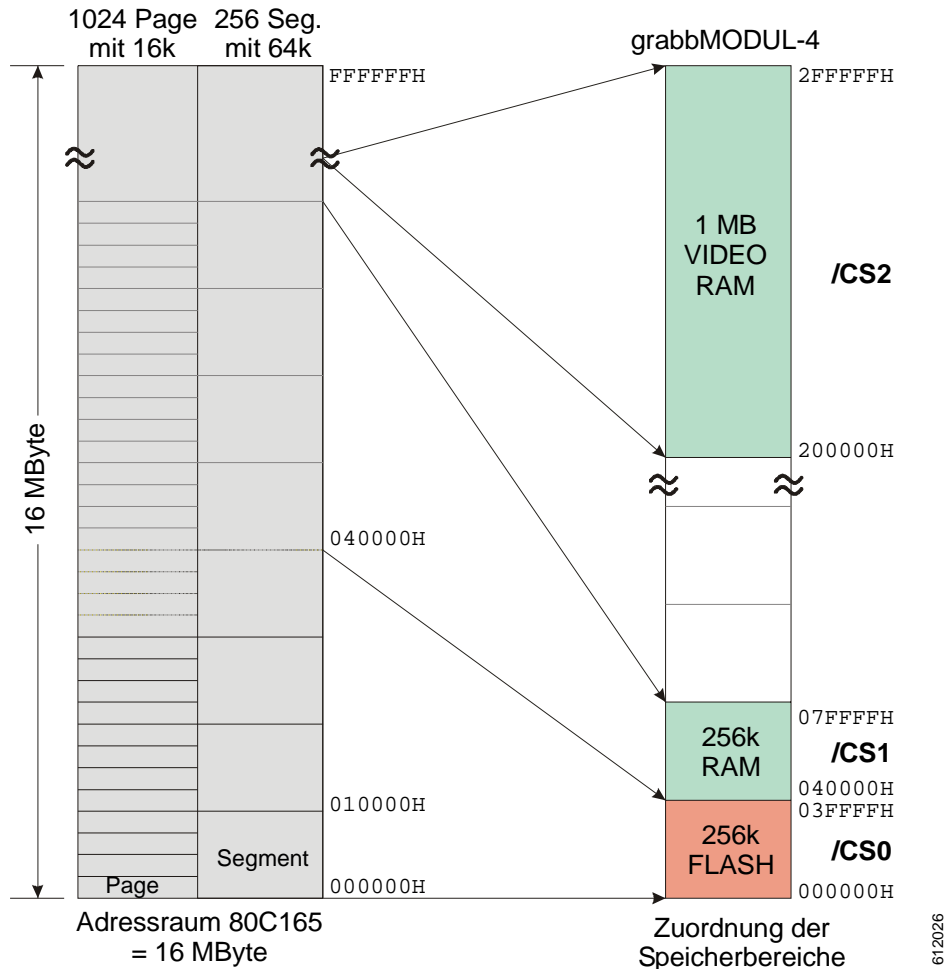 1024 Page
mit 16k
256 Seg.
mit 64k
grabbMODUL-4
FFFFFFH
2FFFFFH
1 MB
VIDEO
RAM
/CS2
16 MByte
200000H
040000H
07FFFFH
256k
RAM
/CS1
040000H
010000H
03FFFFH
256k
FLASH
/CS0
Segment
Page
000000H
000000H
Adressraum 80C165
= 16 MByte
Zuordnung der
Speicherbereiche
612026